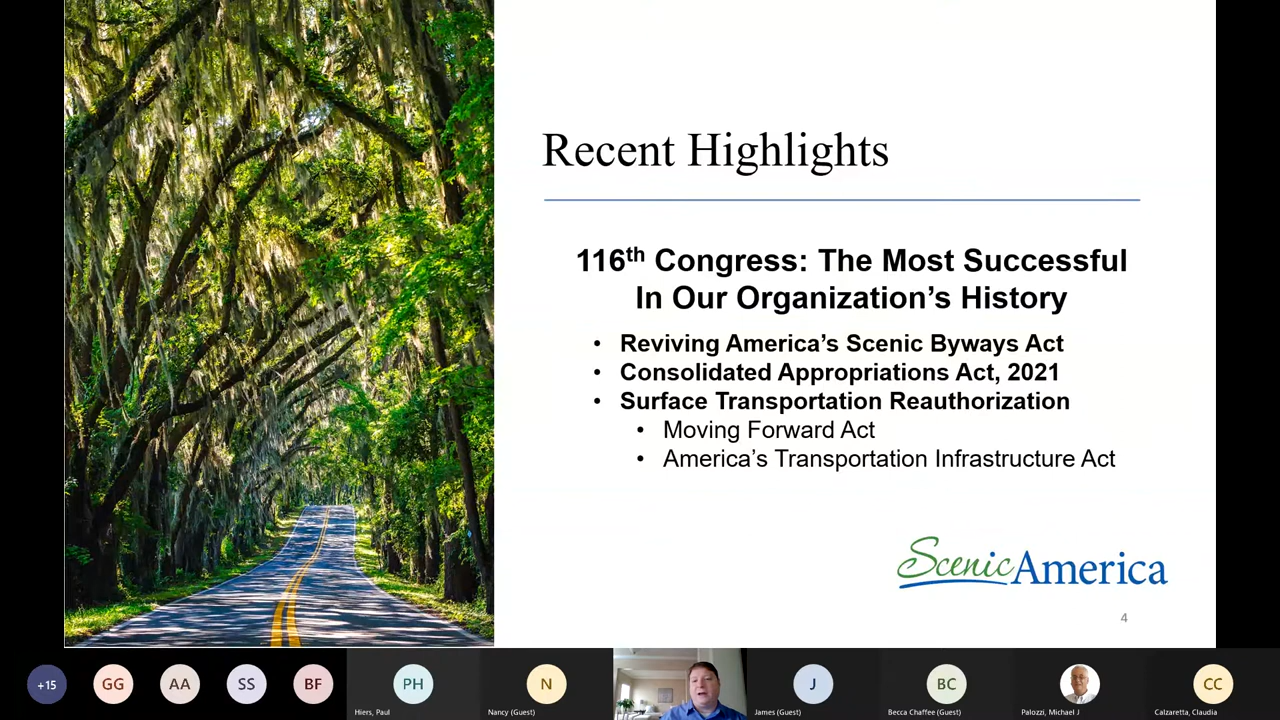 Recent Highlights
116th Congress: The Most Successful
In Our Organization's History
• Reviving America's Scenic Byways Act
• Consolidated Appropriations Act, 2021
• Surface Transportation Reauthorization
• Moving Forward Act
• America's Transportation Infrastructure Act
ScenicAmerica
4
+15
GG
AA
SS
BF
PH
N
J
BC
CC
Hiers, Paul
Nancy (Guest)
James (Guest)
Becca Chaffee (Guest)
Palozzi, Michael J
Calzaretta, Claudia